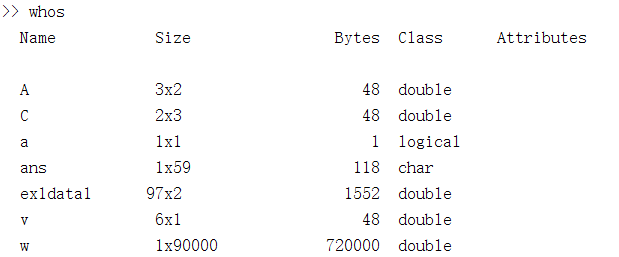 >> whos
Name Size Bytes Class Attributes
A 3x2 48 double
C 2x3 48 double
a 1x1 1 logical
ans 1x59 118 char
ex1data1 97x2 1552 double
v 6x1 48 double
w 1x90000 720000 double